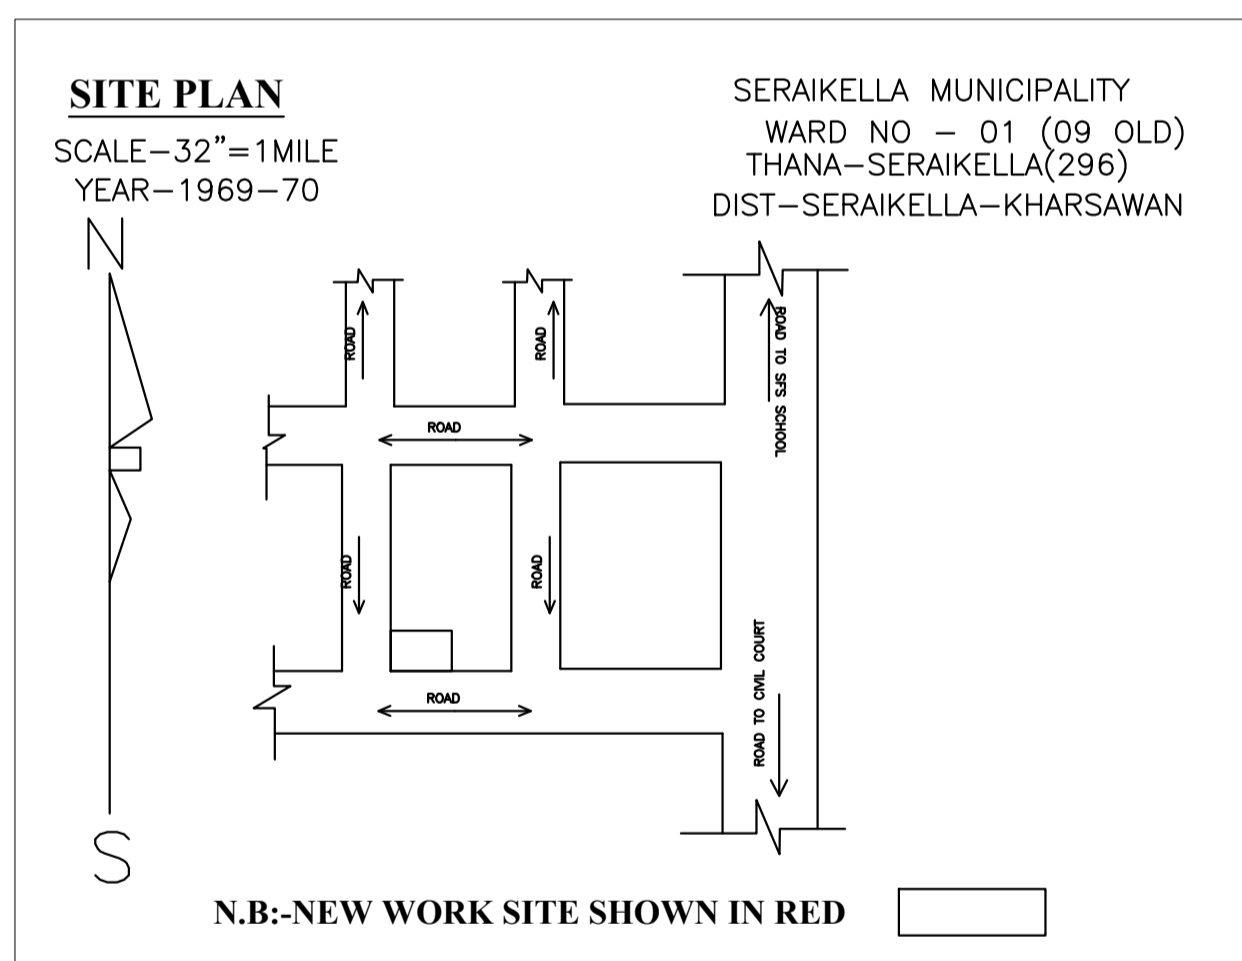 SITE PLAN
SCALE-32"=1MILE
YEAR-1969-70
SERAIKELLA MUNICIPALITY
WARD NO - 01 (09 OLD)
THANA-SERAIKELLA(296)
DIST-SERAIKELLA-KHARSAWAN
N
ROAD
ROAD
ROAD TO SFS SCHOOL
ROAD
ROAD
ROAD
ROAD
ROAD TO CIVIL COURT
S
N.B:-NEW WORK SITE SHOWN IN RED